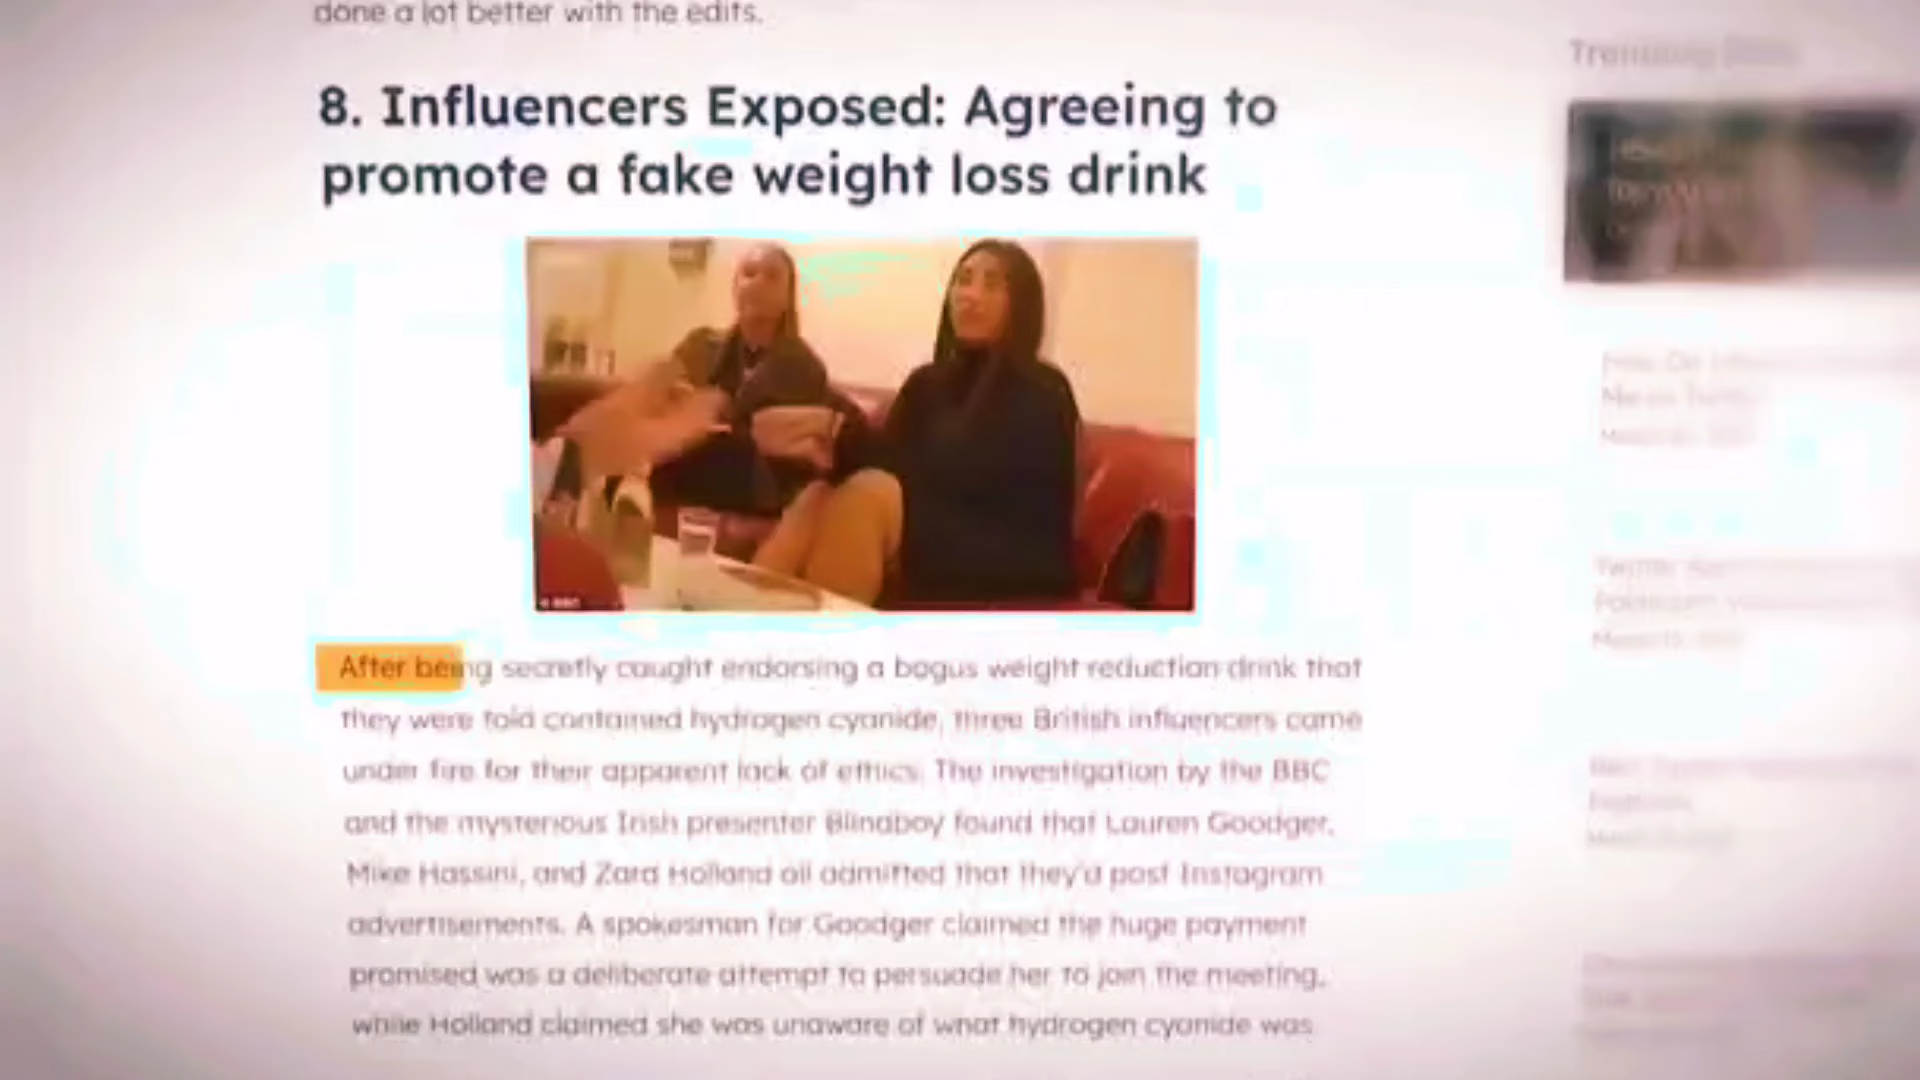 done a lot better with the edits.
8. Influencers Exposed: Agreeing to
promote a fake weight loss drink
After being secretly caught endorsing a bogus weight reduction drink that
they were told contained hydrogen cyanide, three British influencers came
under fire for their apparent lack of ethics. The investigation by the BBC
and the mysterious Irish presenter Blindboy found that Lauren Goodger,
Mike Hassini, and Zara Holland all admitted that they'd post Instagram
advertisements. A spokesman for Goodger claimed the huge payment
promised was a deliberate attempt to persuade her to join the meeting,
while Holland claimed she was unaware of what hydrogen cyanide was
Trending